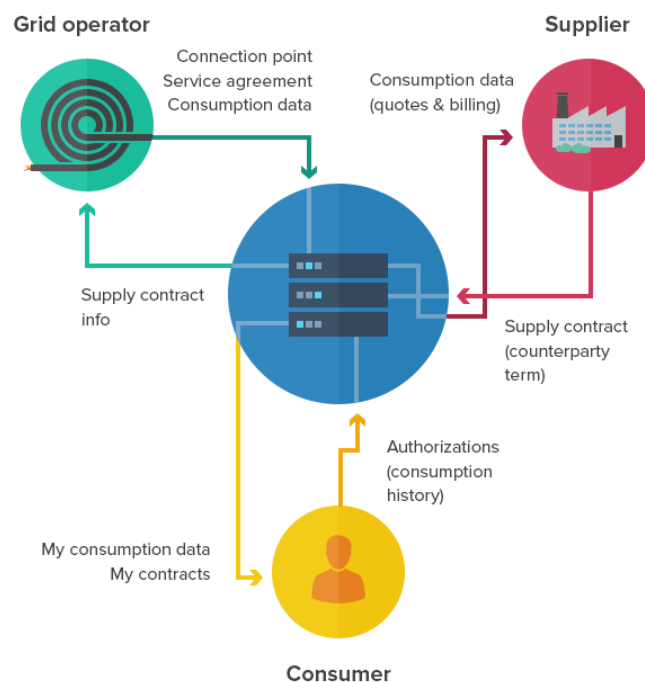 Grid operator
Supplier
Connection point
Service agreement
Consumption data
Consumption data
(quotes & billing)
Supply contract
info
Supply contract
(counterparty
term)
Authorizations
(consumption
history)
My consumption data
My contracts
Consumer